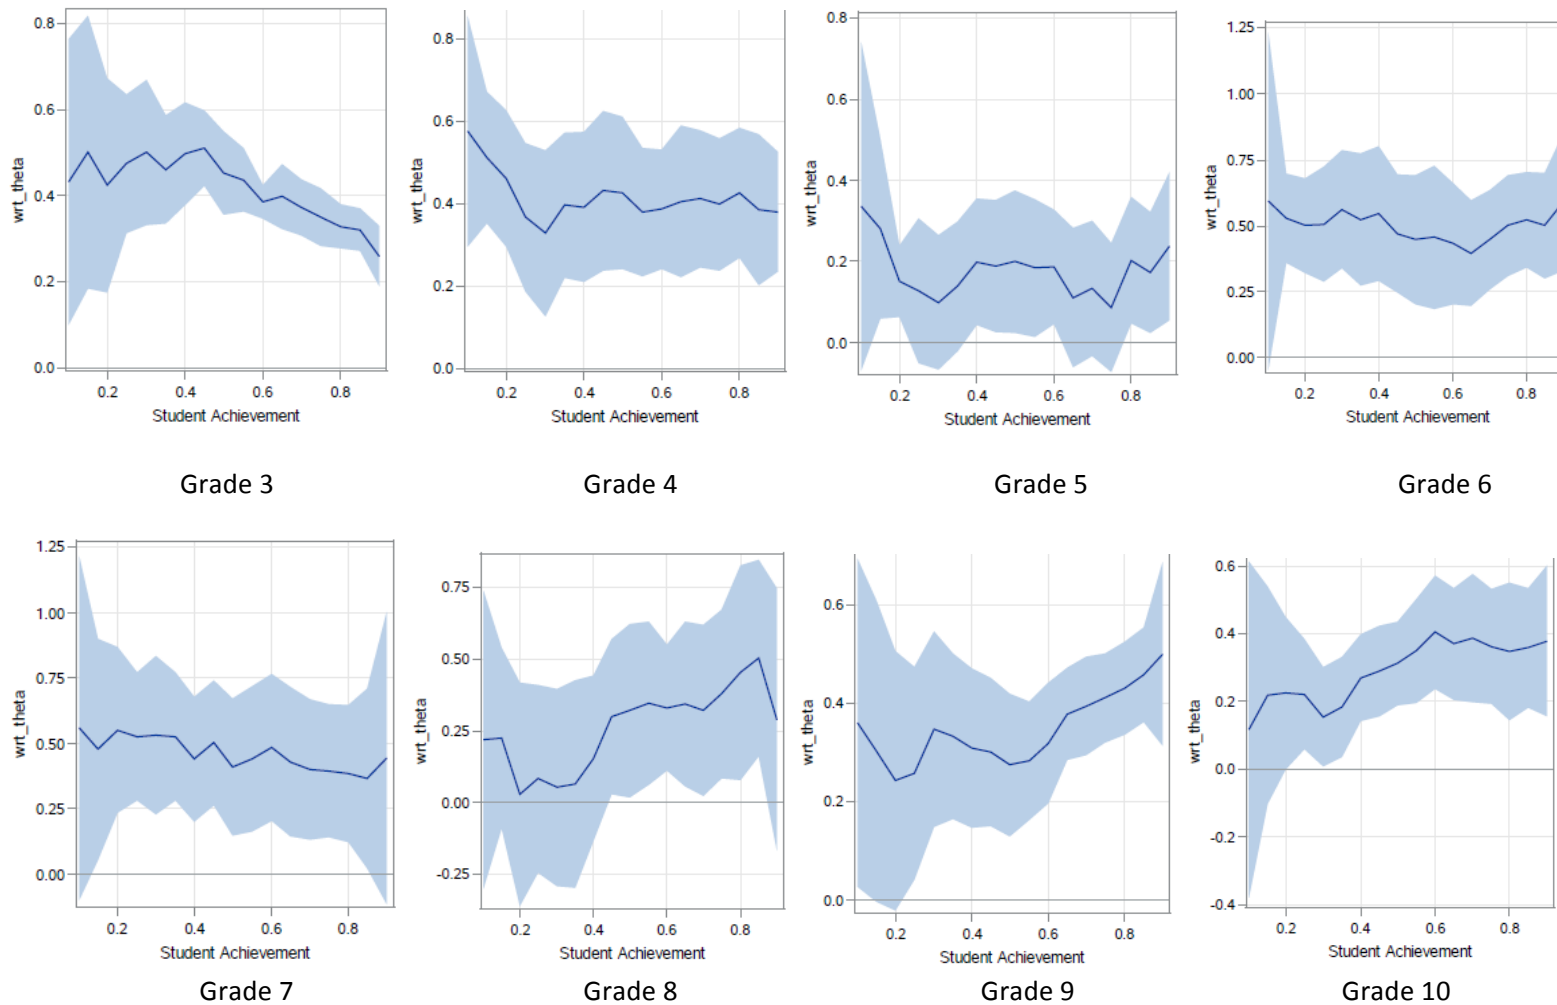 0.8
0.6
0.4
0.2
0.0
wrt_theta
0.2 0.4 0.6 0.8
Student Achievement
Grade 3
0.8
0.6
0.4
0.2
0.0
wrt_theta
0.2 0.4 0.6 0.8
Student Achievement
Grade 4
0.8
0.6
0.4
0.2
0.0
wrt_theta
0.2 0.4 0.6 0.8
Student Achievement
Grade 5
1.25
1.00
0.75
0.50
0.25
0.00
wrt_theta
0.2 0.4 0.6 0.8
Student Achievement
Grade 6
1.25
1.00
0.75
0.50
0.25
0.00
wrt_theta
0.2 0.4 0.6 0.8
Student Achievement
Grade 7
0.75
0.50
0.25
0.00
-0.25
wrt_theta
0.2 0.4 0.6 0.8
Student Achievement
Grade 8
0.6
0.4
0.2
0.0
wrt_theta
0.2 0.4 0.6 0.8
Student Achievement
Grade 9
0.6
0.4
0.2
0.0
-0.2
-0.4
wrt_theta
0.2 0.4 0.6 0.8
Student Achievement
Grade 10